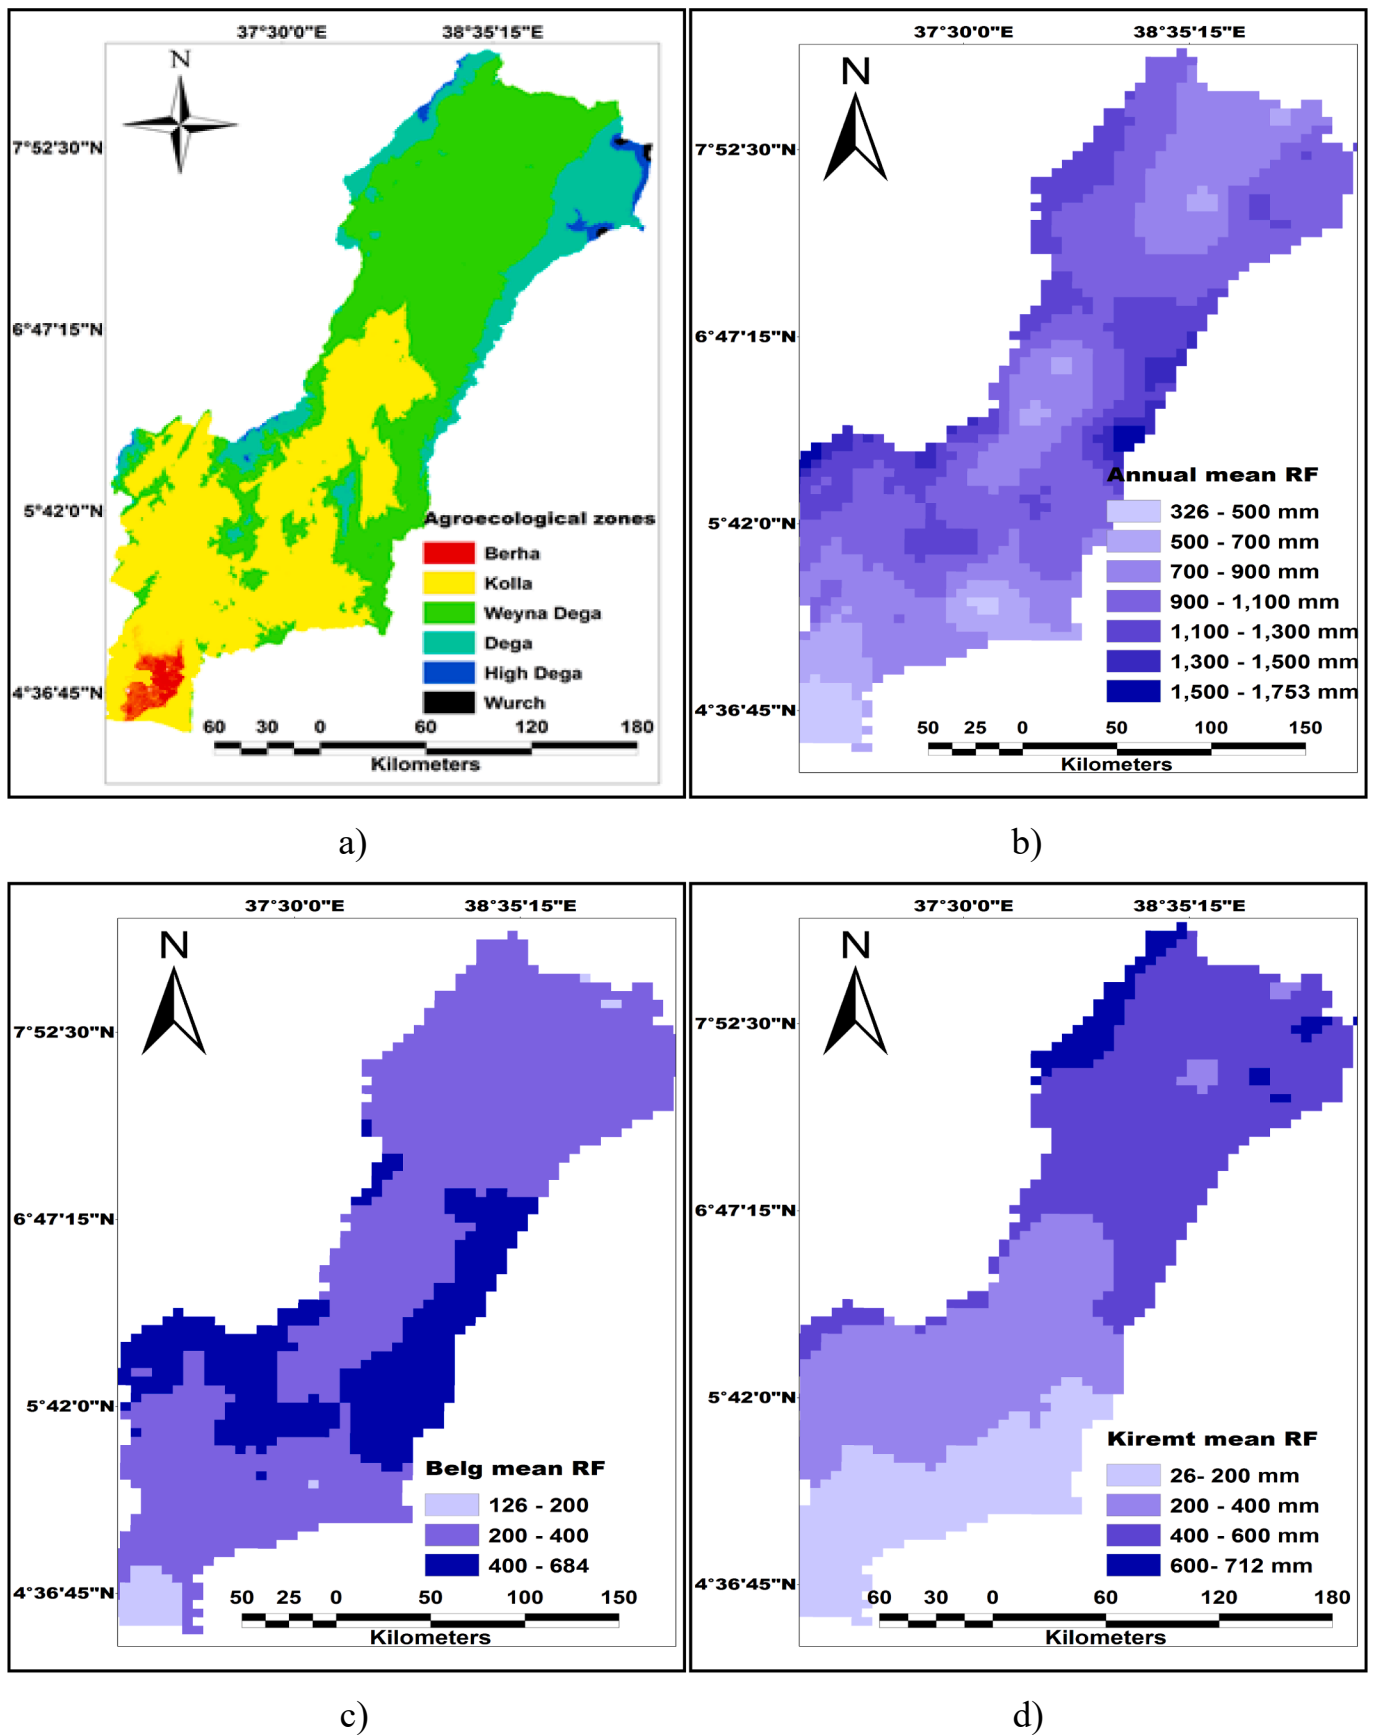 37°30'0"E 38°35'15"E
N
7°52'30"N
6°47'15"N
5°42'0"N
4°36'45"N
Agroecological zones
Berha
Kolla
Weyna Dega
Dega
High Dega
Wurch
60 30 0 60 120 180
Kilometers
a)
37°30'0"E 38°35'15"E
N
7°52'30"N
6°47'15"N
5°42'0"N
4°36'45"N
Annual mean RF
326 - 500 mm
500 - 700 mm
700 - 900 mm
900 - 1,100 mm
1,100 - 1,300 mm
1,300 - 1,500 mm
1,500 - 1,753 mm
50 25 0 50 100 150
Kilometers
b)
37°30'0"E 38°35'15"E
N
7°52'30"N
6°47'15"N
5°42'0"N
4°36'45"N
Belg mean RF
126 - 200
200 - 400
400 - 684
50 25 0 50 100 150
Kilometers
c)
37°30'0"E 38°35'15"E
N
7°52'30"N
6°47'15"N
5°42'0"N
4°36'45"N
Kiremt mean RF
26- 200 mm
200 - 400 mm
400 - 600 mm
600- 712 mm
60 30 0 60 120 180
Kilometers
d)